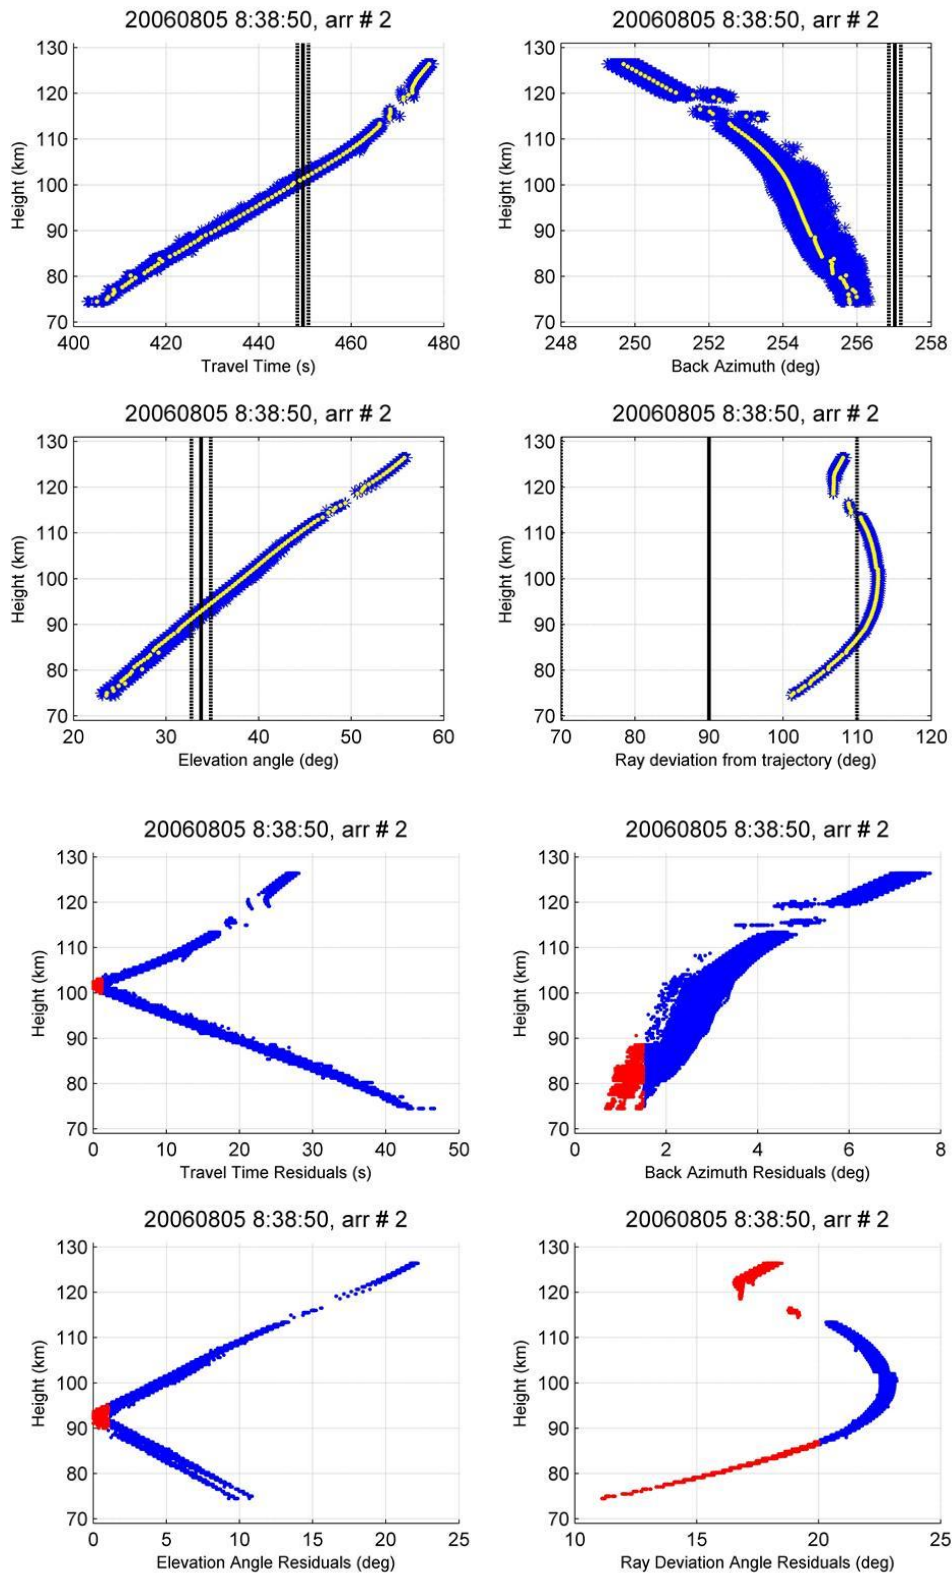 20060805 8:38:50, arr # 2
130
120
110
100
90
80
70
Height (km)
400 420 440 460 480
Travel Time (s)
20060805 8:38:50, arr # 2
130
120
110
100
90
80
70
Height (km)
248 250 252 254 256 258
Back Azimuth (deg)
20060805 8:38:50, arr # 2
130
120
110
100
90
80
70
Height (km)
20 30 40 50 60
Elevation angle (deg)
20060805 8:38:50, arr # 2
130
120
110
100
90
80
70
Height (km)
70 80 90 100 110 120
Ray deviation from trajectory (deg)
20060805 8:38:50, arr # 2
130
120
110
100
90
80
70
Height (km)
0 10 20 30 40 50
Travel Time Residuals (s)
20060805 8:38:50, arr # 2
130
120
110
100
90
80
70
Height (km)
0 2 4 6 8
Back Azimuth Residuals (deg)
20060805 8:38:50, arr # 2
130
120
110
100
90
80
70
Height (km)
0 5 10 15 20 25
Elevation Angle Residuals (deg)
20060805 8:38:50, arr # 2
130
120
110
100
90
80
70
Height (km)
10 15 20 25
Ray Deviation Angle Residuals (deg)